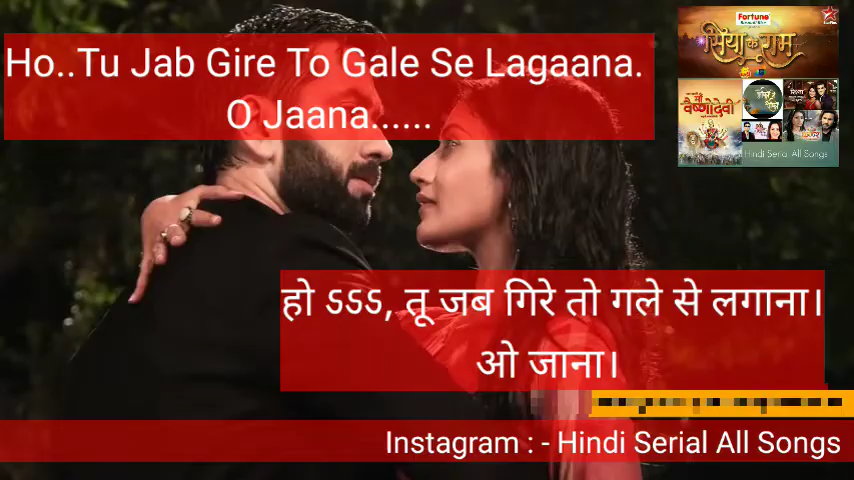 Ho..Tu Jab Gire To Gale Se Lagaana.
O Jaana......
Fortune
सिया के राम
वैष्णोदेवी
Hindi Serial All Songs
हो ऽऽऽ, तू जब गिरे तो गले से लगाना।
ओ जाना।
Instagram : - Hindi Serial All Songs